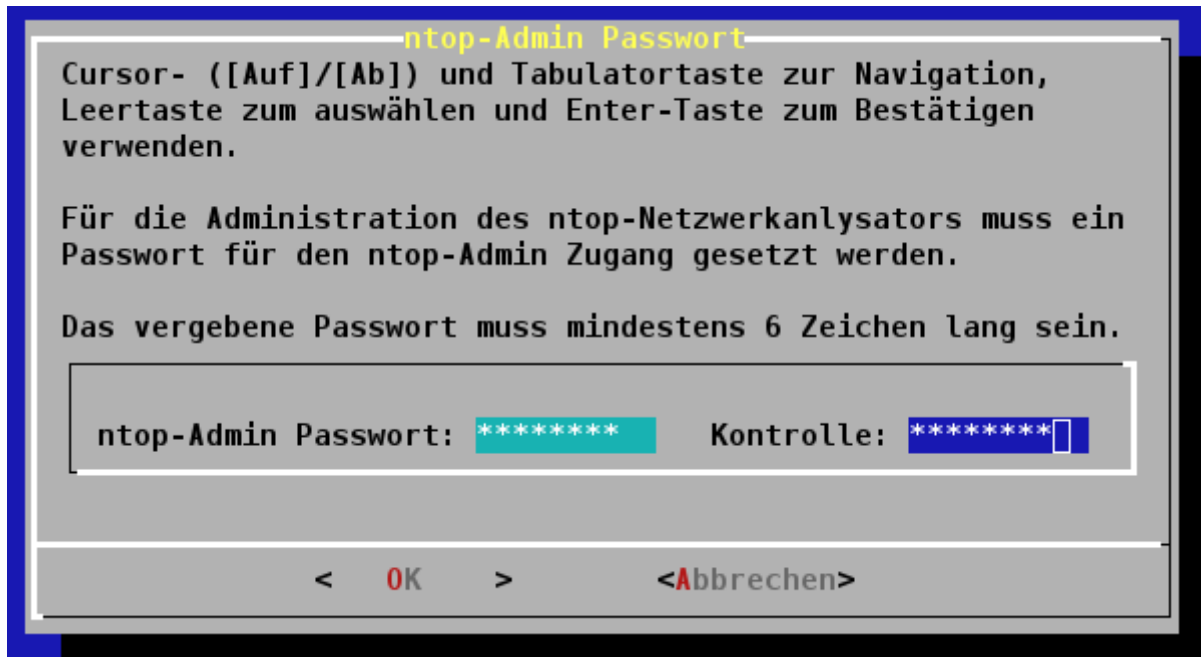 ntop-Admin Passwort
Cursor- ([Auf]/[Ab]) und Tabulatortaste zur Navigation,
Leertaste zum auswählen und Enter-Taste zum Bestätigen
verwenden.
Für die Administration des ntop-Netzwerkanlysators muss ein
Passwort für den ntop-Admin Zugang gesetzt werden.
Das vergebene Passwort muss mindestens 6 Zeichen lang sein.
ntop-Admin Passwort: ******** Kontrolle: ********
< OK > <Abbrechen>